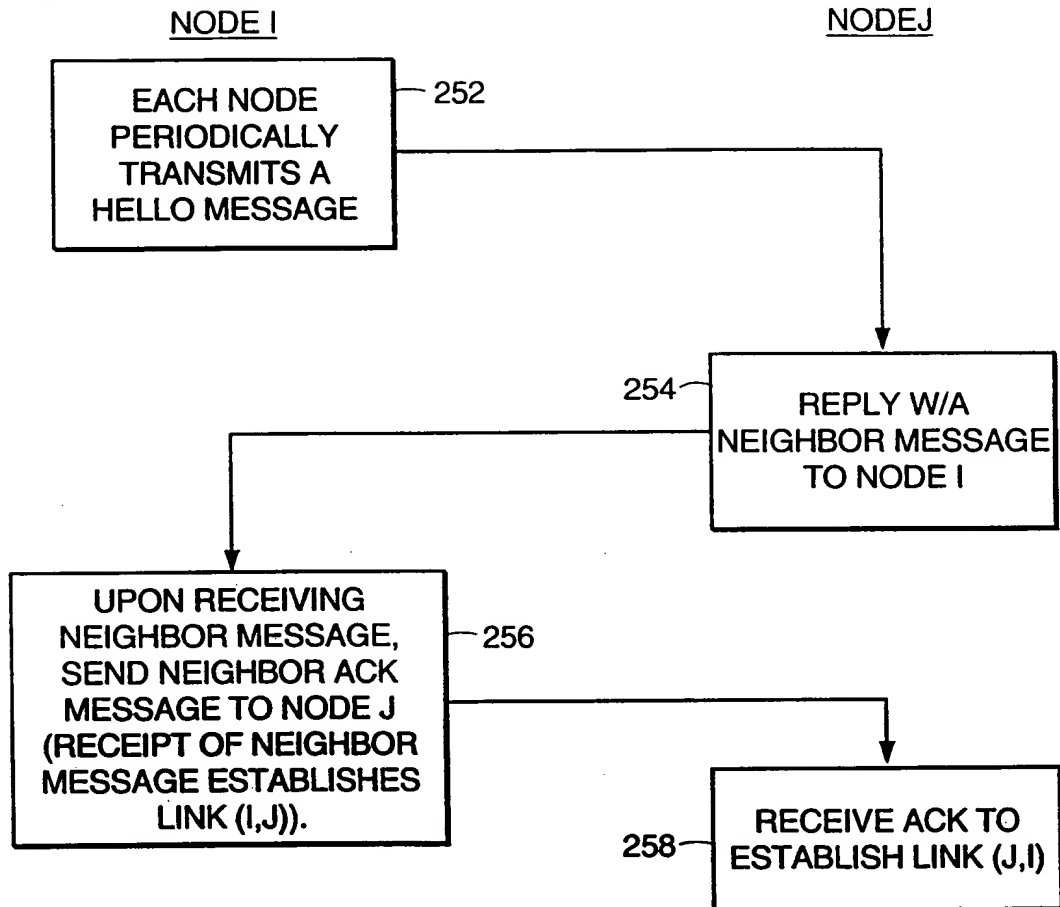 NODE I
NODEJ
EACH NODE
PERIODICALLY
TRANSMITS A
HELLO MESSAGE
252
254
REPLY W/A
NEIGHBOR MESSAGE
TO NODE I
UPON RECEIVING
NEIGHBOR MESSAGE,
SEND NEIGHBOR ACK
MESSAGE TO NODE J
(RECEIPT OF NEIGHBOR
MESSAGE ESTABLISHES
LINK (I,J)).
256
258
RECEIVE ACK TO
ESTABLISH LINK (J,I)